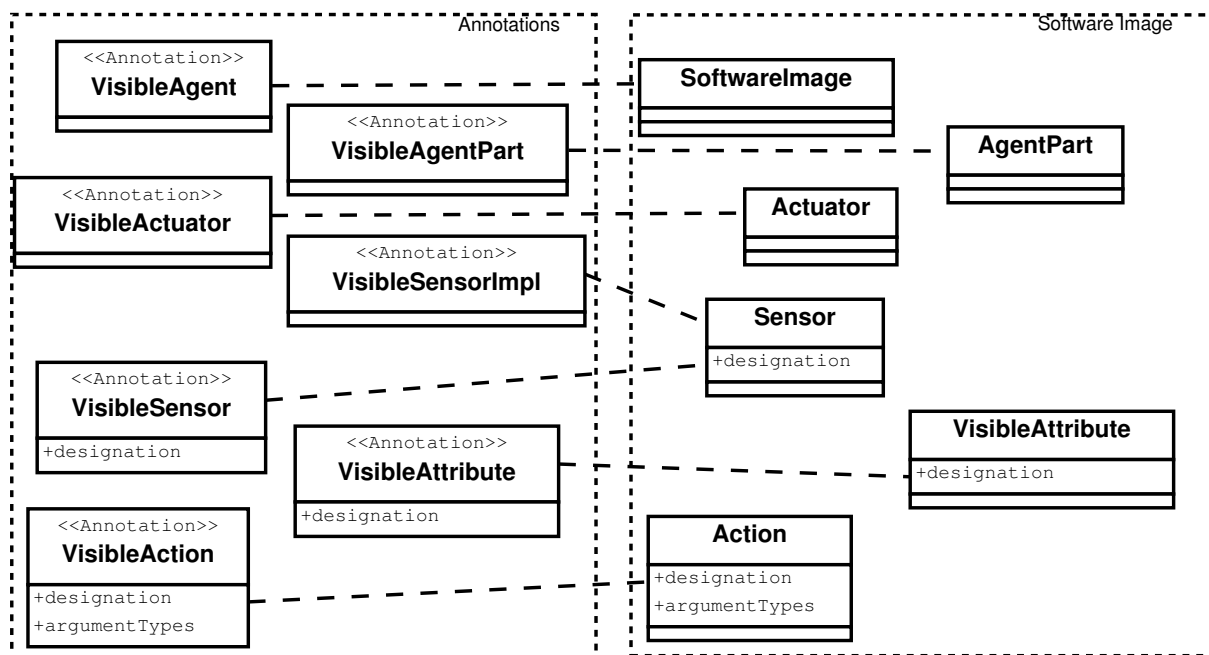 Annotations
<<Annotation>>
VisibleAgent
<<Annotation>>
VisibleAgentPart
<<Annotation>>
VisibleActuator
<<Annotation>>
VisibleSensorImpl
<<Annotation>>
VisibleSensor
+designation
<<Annotation>>
VisibleAttribute
+designation
<<Annotation>>
VisibleAction
+designation
+argumentTypes
Software Image
SoftwareImage
AgentPart
Actuator
Sensor
+designation
VisibleAttribute
+designation
Action
+designation
+argumentTypes